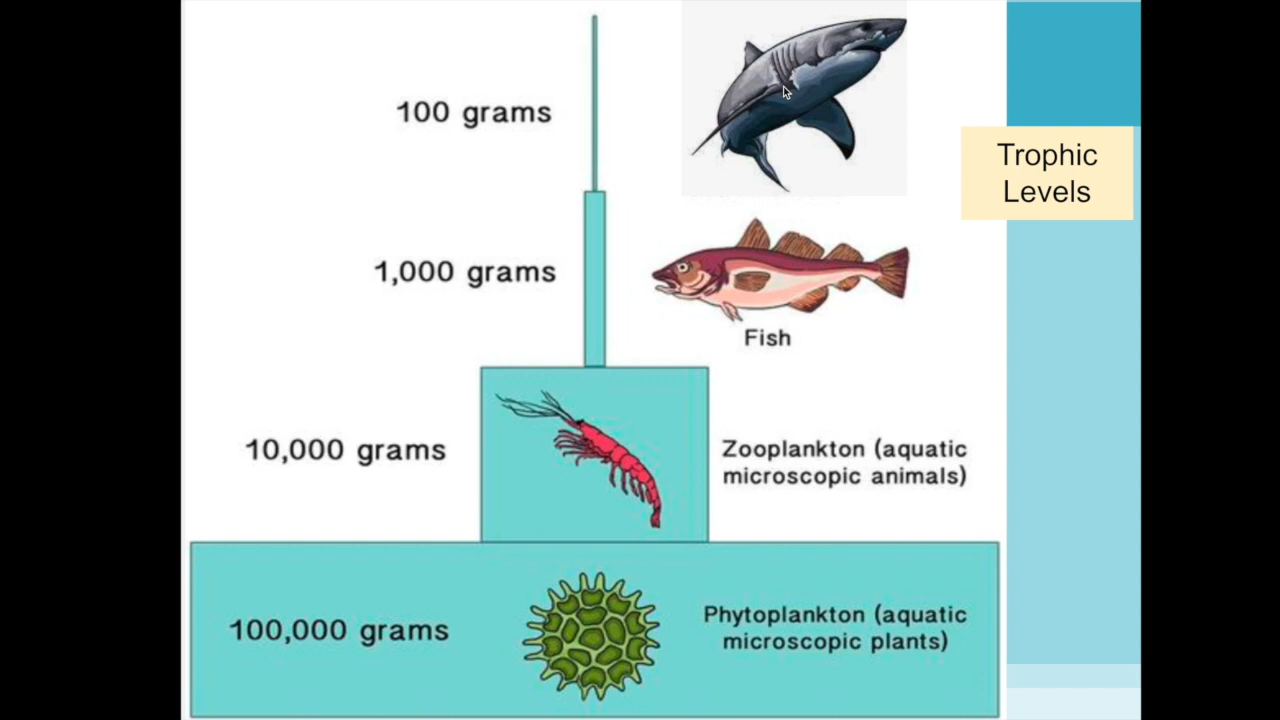 100 grams
Trophic
Levels
1,000 grams
Fish
10,000 grams
Zooplankton (aquatic
microscopic animals)
100,000 grams
Phytoplankton (aquatic
microscopic plants)